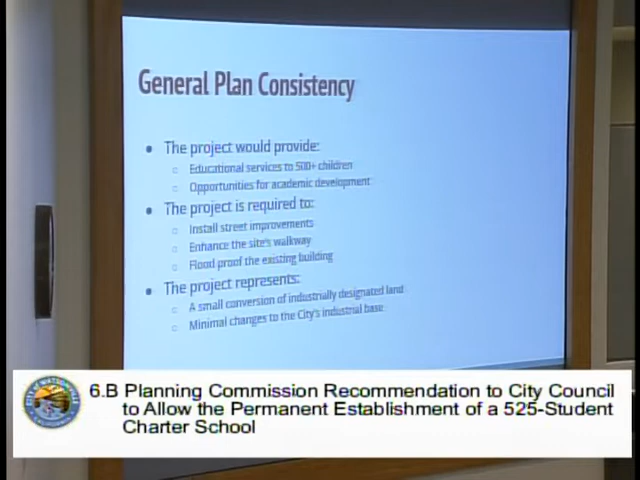 General Plan Consistency
• The project would provide:
▫ Educational services to 500+ children
▫ Opportunities for academic development
• The project is required to:
▫ Install street improvements
▫ Enhance the site's walkway
▫ Flood proof the existing building
• The project represents:
▫ A small conversion of industrially designated land
▫ Minimal changes to the City's industrial base
6.B Planning Commission Recommendation to City Council
to Allow the Permanent Establishment of a 525-Student
Charter School